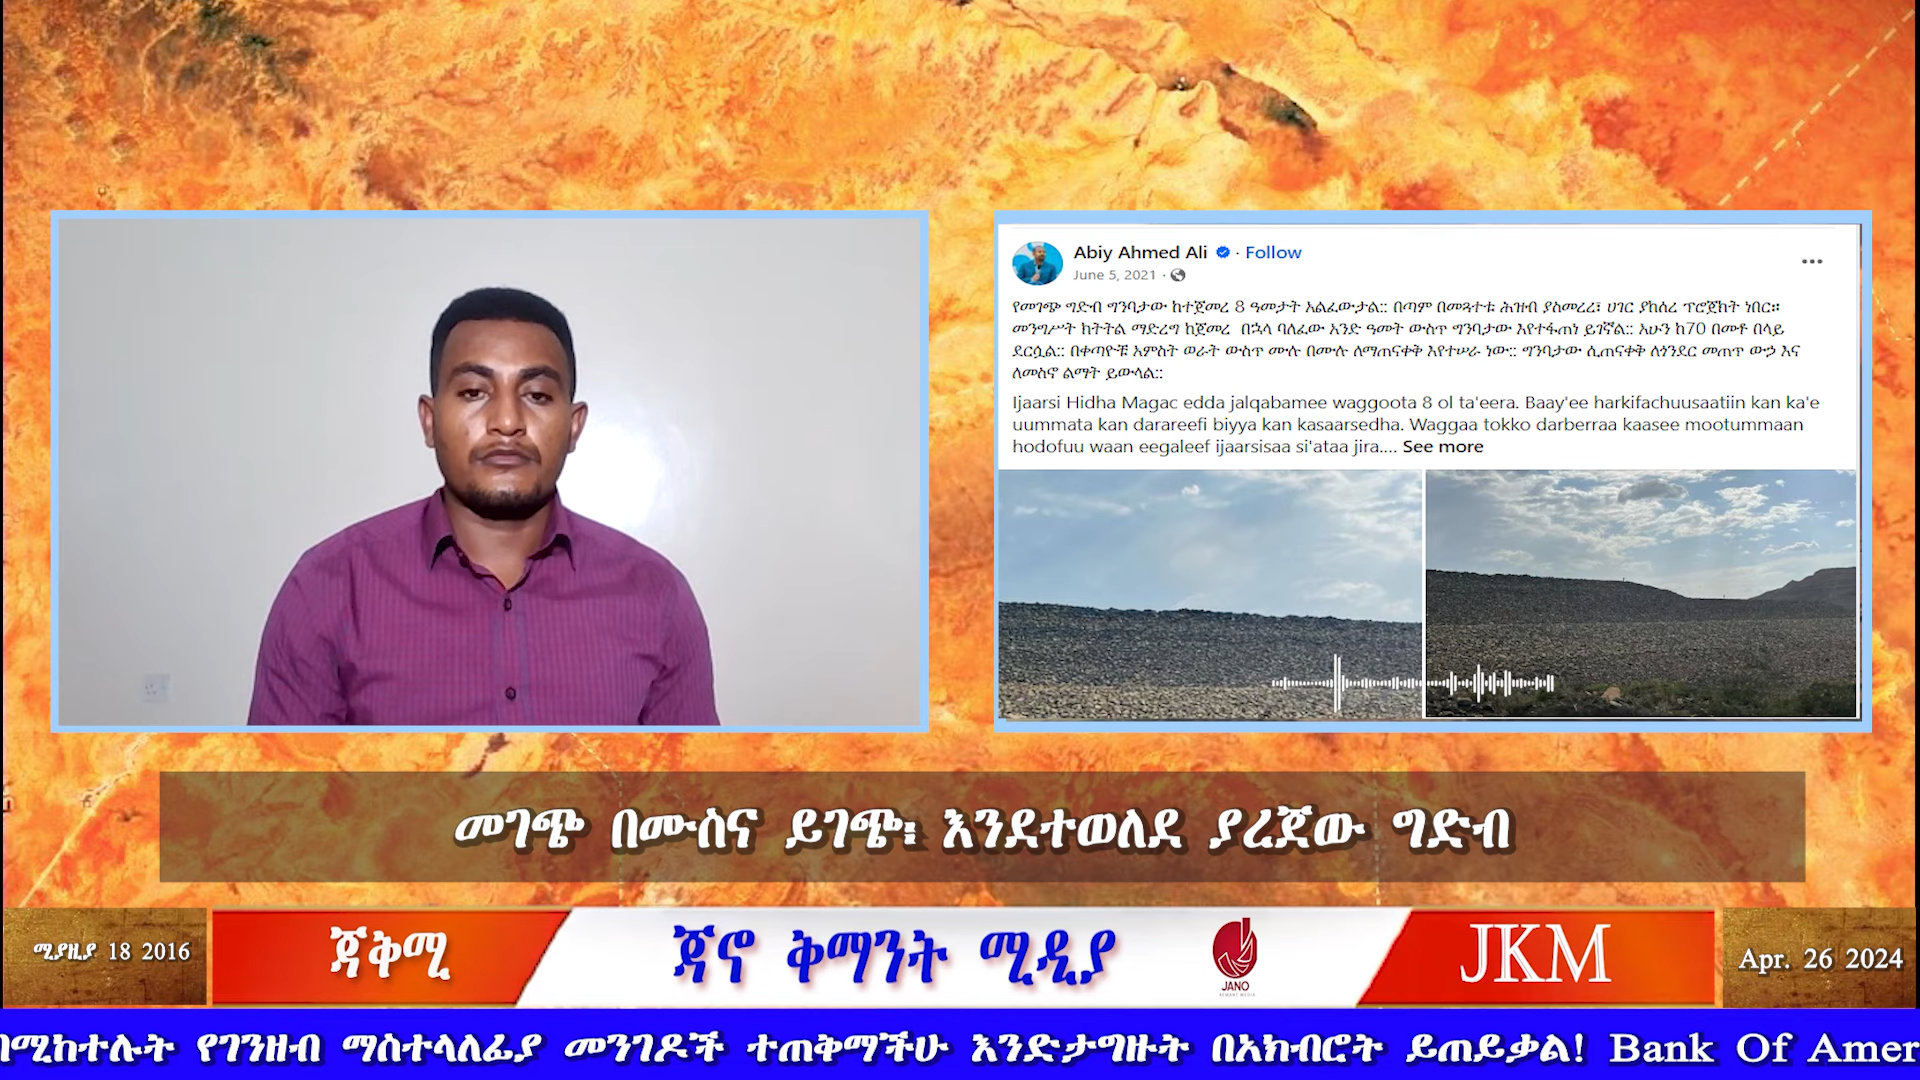 Abiy Ahmed Ali · Follow
June 5, 2021 ·
የመገጭ ግድብ ግንባታው ከተጀመረ 8 ዓመታት አልፈውታል:: በጣም በመጓተቱ ሕዝብ ያስመረረ፣ ሀገር ያከሰረ ፕሮጀክት ነበር።
መንግሥት ክትትል ማድረግ ከጀመረ በኋላ ባለፈው አንድ ዓመት ውስጥ ግንባታው እየተፋጠነ ይገኛል:: አሁን ከ70 በመቶ በላይ
ደርሷል:: በቀጣዮቹ አምስት ወራት ውስጥ ሙሉ በሙሉ ለማጠናቀቅ እየተሠራ ነው:: ግንባታው ሲጠናቀቅ ለጎንደር መጠጥ ውኃ እና
ለመስኖ ልማት ይውላል::
Ijaarsi Hidha Magac edda jalqabamee waggoota 8 ol ta'eera. Baay'ee harkifachuusaatiin kan ka'e
uummata kan darareefi biyya kan kasaarsedha. Waggaa tokko darberraa kaasee mootummaan
hodofuu waan eegaleef ijaarsisaa si'ataa jira.... See more
መገጭ በሙስና ይገጭ፤ እንደተወለደ ያረጀው ግድብ
ሚያዚያ 18 2016
ጃቅሚ
ጃኖ ቅማንት ሚዲያ
JANO
KEMANT MEDIA
JKM
Apr. 26 2024
በሚከተሉት የገንዘብ ማስተላለፊያ መንገዶች ተጠቅማችሁ እንድታግዙት በአክብሮት ይጠይቃል! Bank Of Amer